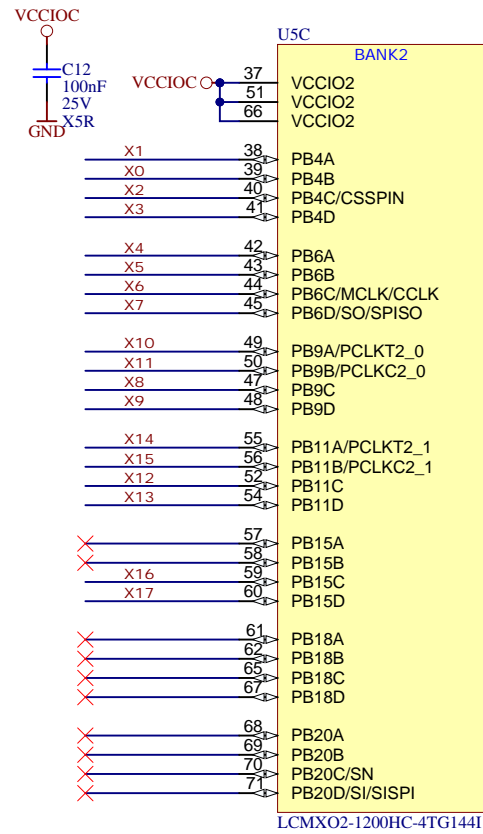 VCCIOC
C12
100nF
25V
X5R
GND
U5C
BANK2
VCCIOC 37 VCCIO2
51 VCCIO2
66 VCCIO2
X1 38 PB4A
X0 39 PB4B
X2 40 PB4C/CSSPIN
X3 41 PB4D
X4 42 PB6A
X5 43 PB6B
X6 44 PB6C/MCLK/CCLK
X7 45 PB6D/SO/SPISO
X10 49 PB9A/PCLKT2_0
X11 50 PB9B/PCLKC2_0
X8 47 PB9C
X9 48 PB9D
X14 55 PB11A/PCLKT2_1
X15 56 PB11B/PCLKC2_1
X12 52 PB11C
X13 54 PB11D
57 PB15A
58 PB15B
X16 59 PB15C
X17 60 PB15D
61 PB18A
62 PB18B
65 PB18C
67 PB18D
68 PB20A
69 PB20B
70 PB20C/SN
71 PB20D/SI/SISPI
LCMXO2-1200HC-4TG144I